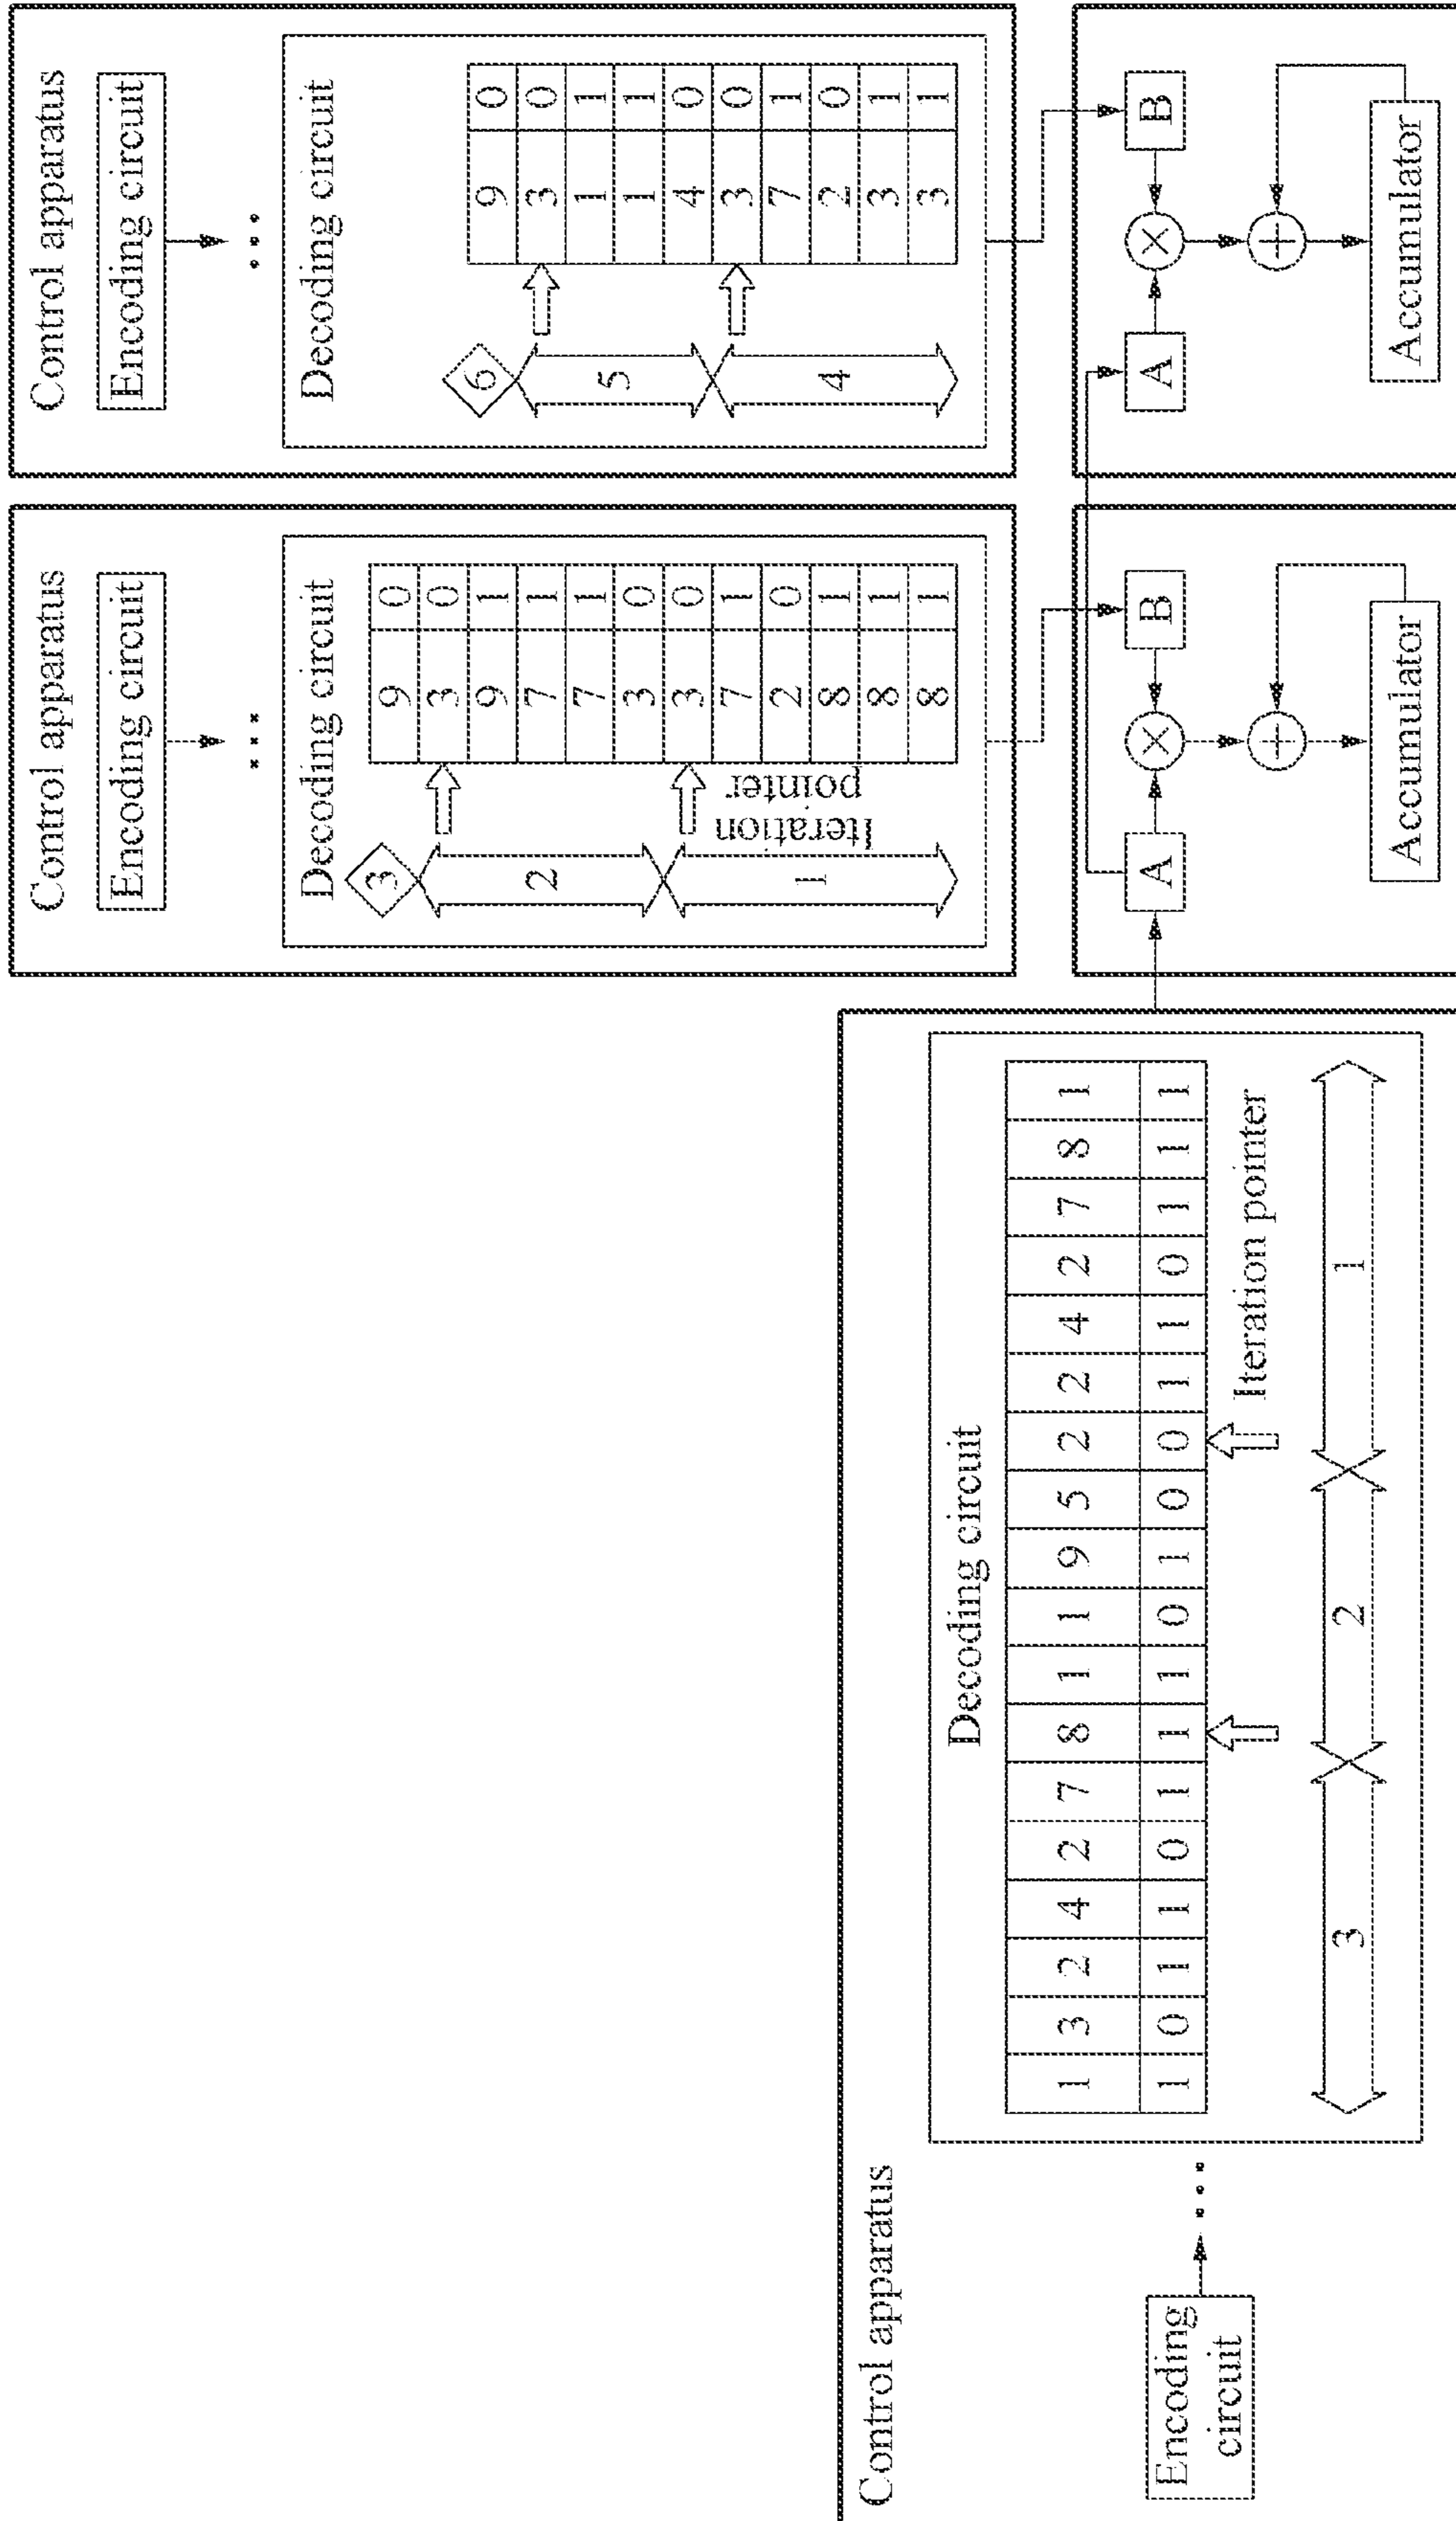 Control apparatus
Encoding circuit
Decoding circuit
9 0
3 0
9 1
7 1
7 1
3 0
3 0
7 1
2 0
8 1
8 1
8 1
3
2
1
Iteration
pointer
Control apparatus
Encoding circuit
Decoding circuit
9 0
3 0
1 1
1 1
4 0
3 0
7 1
2 0
3 1
3 1
6
5
4
Control apparatus
Encoding
circuit
Decoding circuit
1 3 2 4 2 7 8 1 1 9 5 2 2 4 2 7 8 1
1 0 1 1 0 1 1 1 0 1 0 0 1 1 0 1 1 1
Iteration pointer
3 2 1
A × B
+
Accumulator
A × B
+
Accumulator